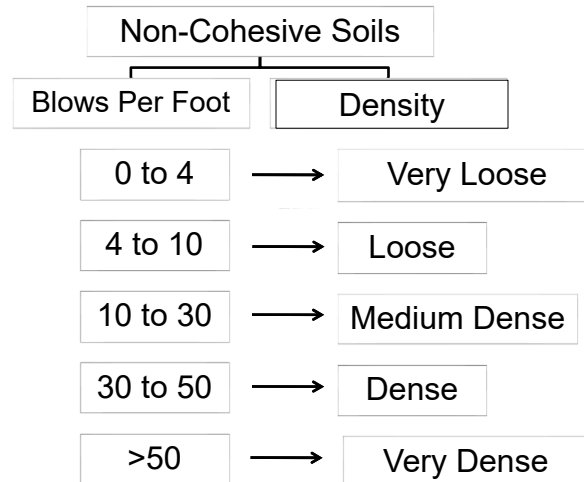 Non-Cohesive Soils
Blows Per Foot
Density
0 to 4
Very Loose
4 to 10
Loose
10 to 30
Medium Dense
30 to 50
Dense
>50
Very Dense